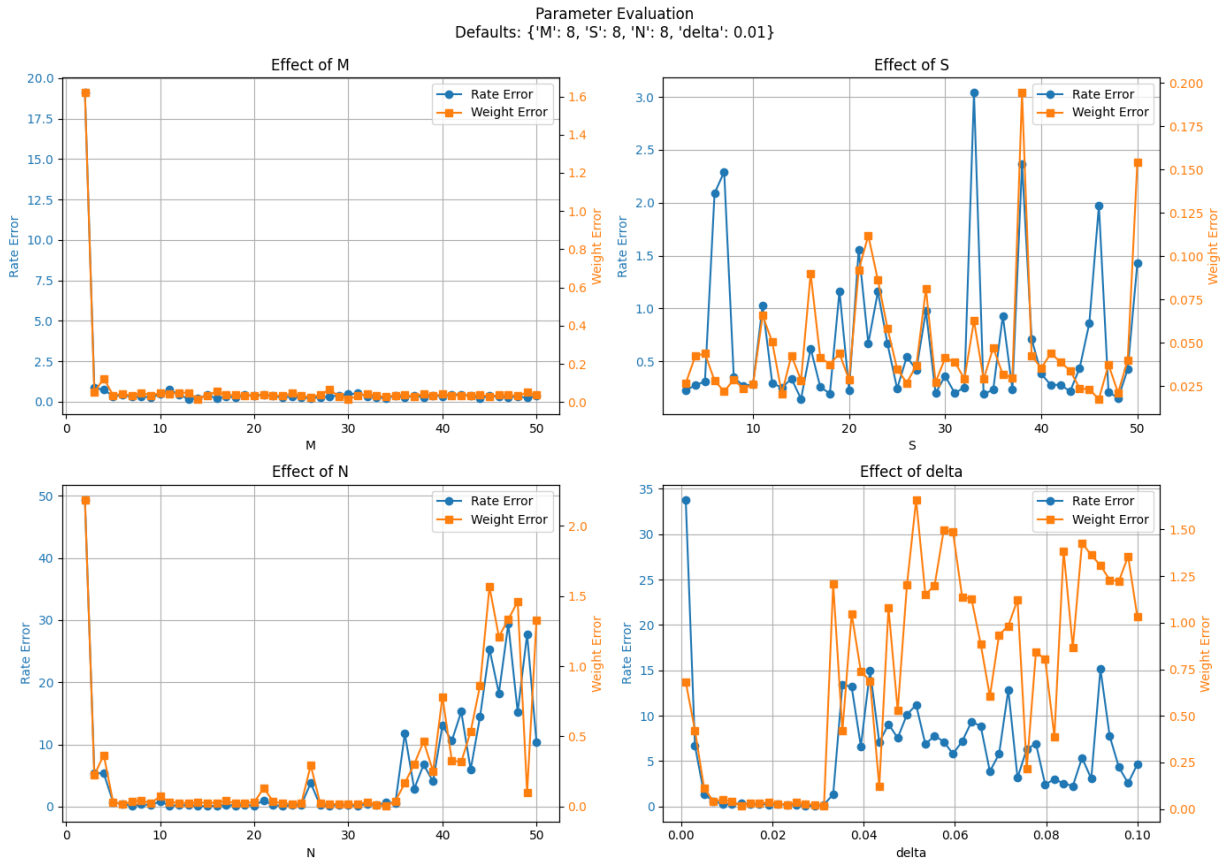 Parameter Evaluation
Defaults: {'M': 8, 'S': 8, 'N': 8, 'delta': 0.01}
Effect of M
20.0
17.5
15.0
12.5
10.0
7.5
5.0
2.5
0.0
Rate Error
1.6
1.4
1.2
1.0
0.8
0.6
0.4
0.2
0.0
Weight Error
Rate Error
Weight Error
0 10 20 30 40 50
M
Effect of S
3.0
2.5
2.0
1.5
1.0
0.5
Rate Error
0.200
0.175
0.150
0.125
0.100
0.075
0.050
0.025
Weight Error
Rate Error
Weight Error
10 20 30 40 50
S
Effect of N
50
40
30
20
10
0
Rate Error
2.0
1.5
1.0
0.5
0.0
Weight Error
Rate Error
Weight Error
0 10 20 30 40 50
N
Effect of delta
35
30
25
20
15
10
5
0
Rate Error
1.50
1.25
1.00
0.75
0.50
0.25
0.00
Weight Error
Rate Error
Weight Error
0.00 0.02 0.04 0.06 0.08 0.10
delta